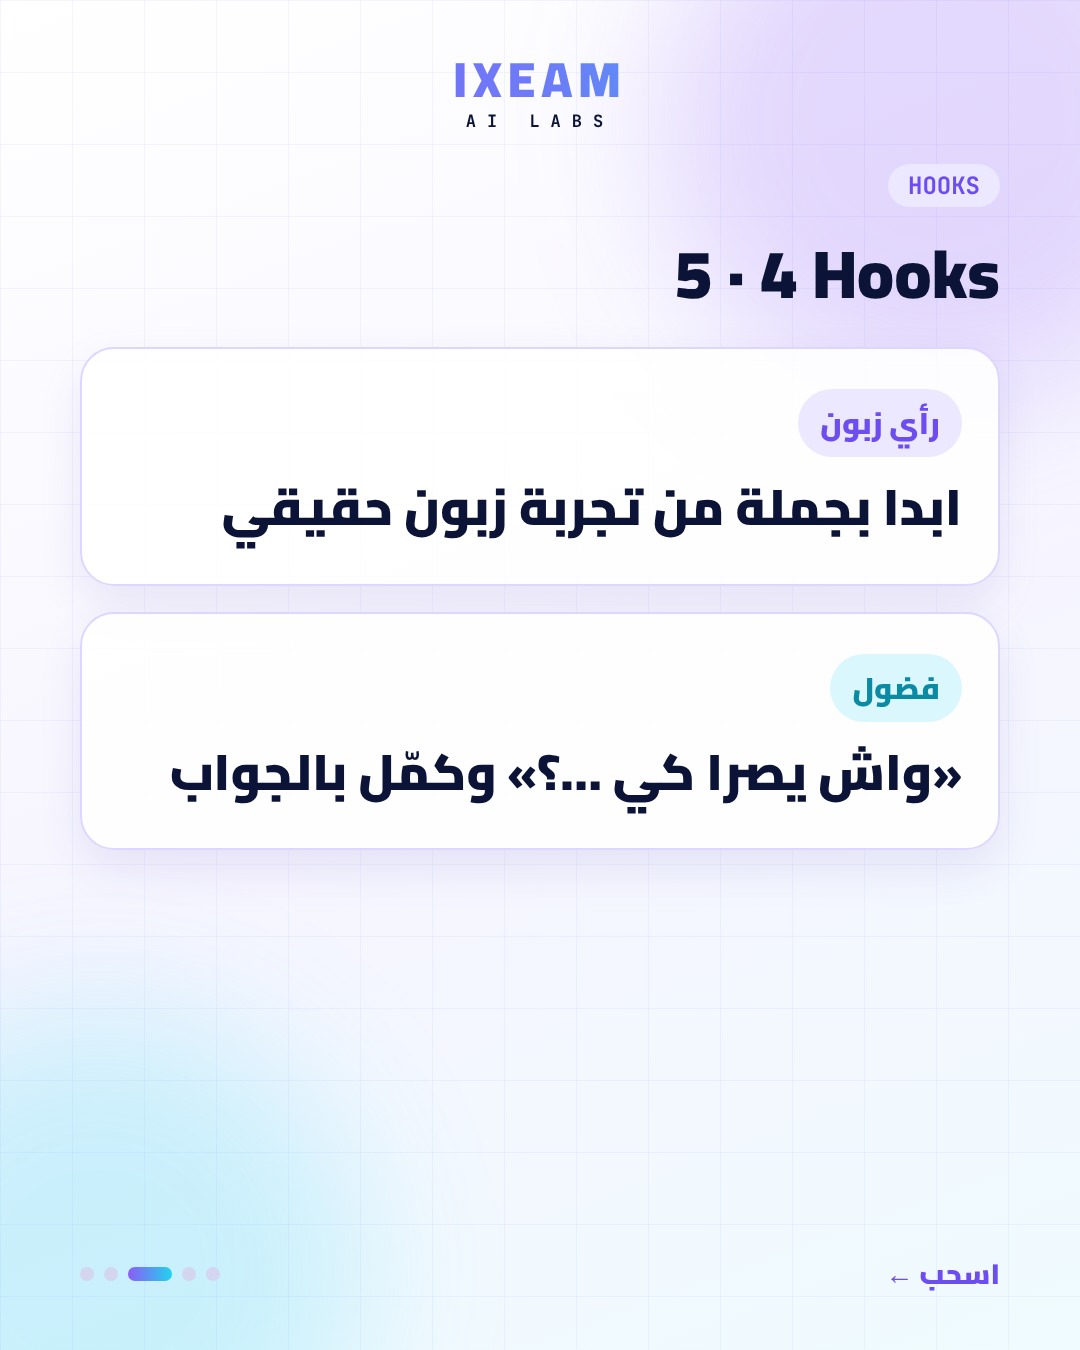 IXEAM
AI LABS
HOOKS
5 · 4 Hooks
رأي زبون
ابدا بجملة من تجربة زبون حقيقي
فضول
«واش يصرا كي ...؟» وكمّل بالجواب
اسحب ←